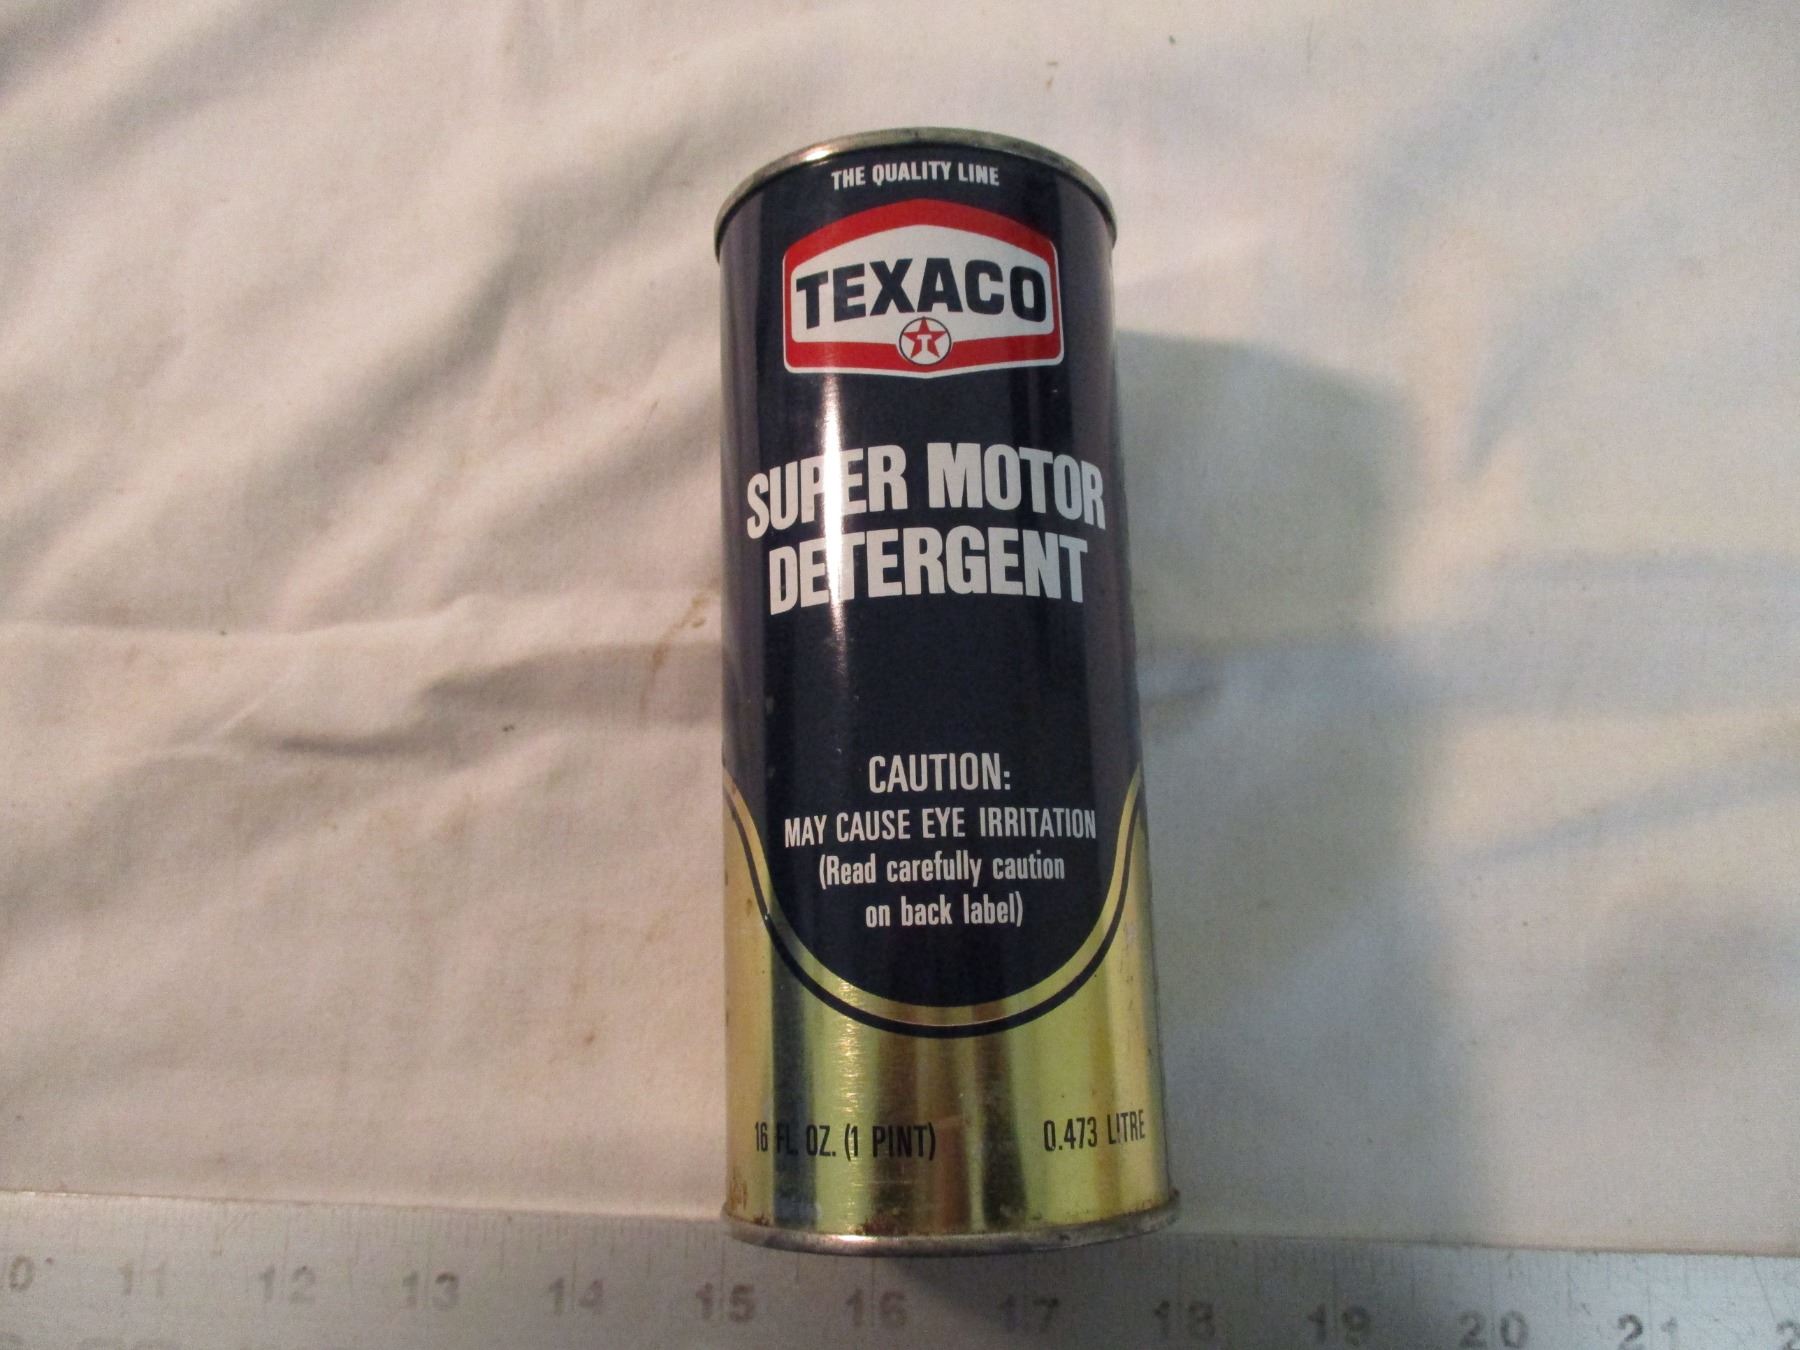 THE QUALITY LINE
TEXACO
T
SUPER MOTOR
DETERGENT
CAUTION:
MAY CAUSE EYE IRRITATION
(Read carefully caution
on back label)
16 FL. OZ. (1 PINT) 0.473 LITRE
11 12 13 14 15 16 17 18 19 20 21